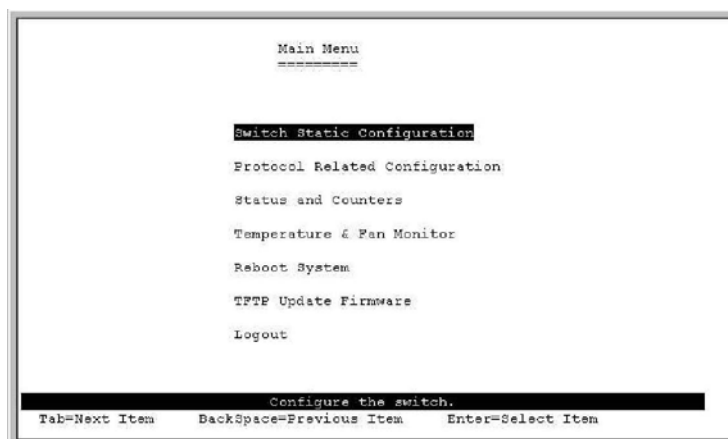 Main Menu
=========
Switch Static Configuration
Protocol Related Configuration
Status and Counters
Temperature & Fan Monitor
Reboot System
TFTP Update Firmware
Logout
Configure the switch.
Tab=Next Item BackSpace=Previous Item Enter=Select Item